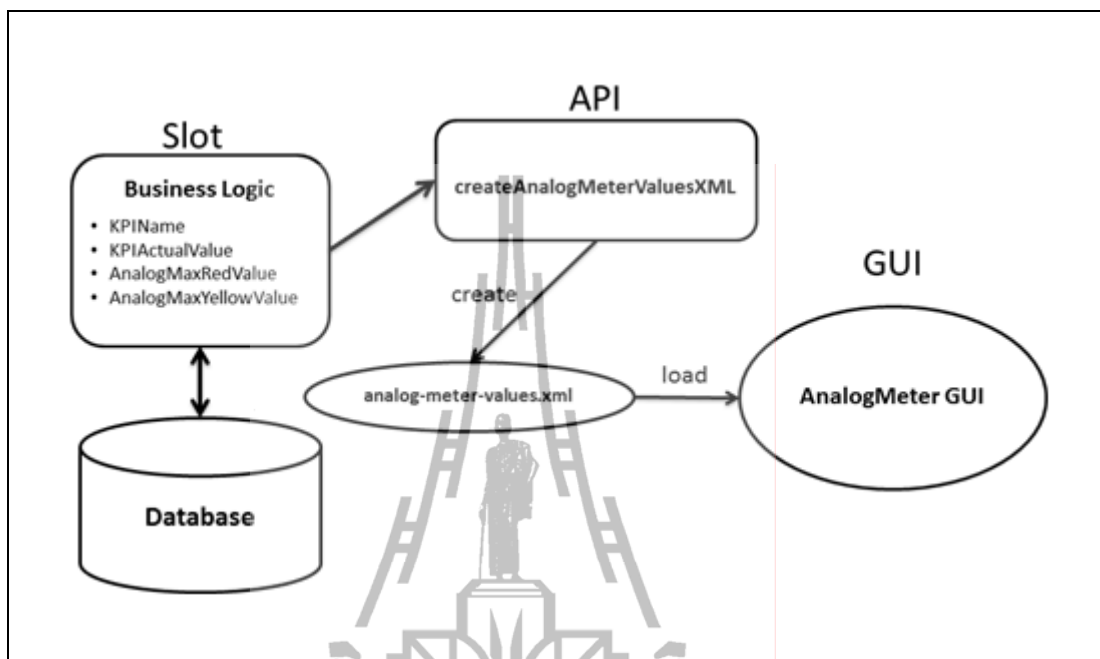 Slot
Business Logic
• KPIName
• KPIActualValue
• AnalogMaxRedValue
• AnalogMaxYellowValue
Database
API
createAnalogMeterValuesXML
create
analog-meter-values.xml
load
GUI
AnalogMeter GUI